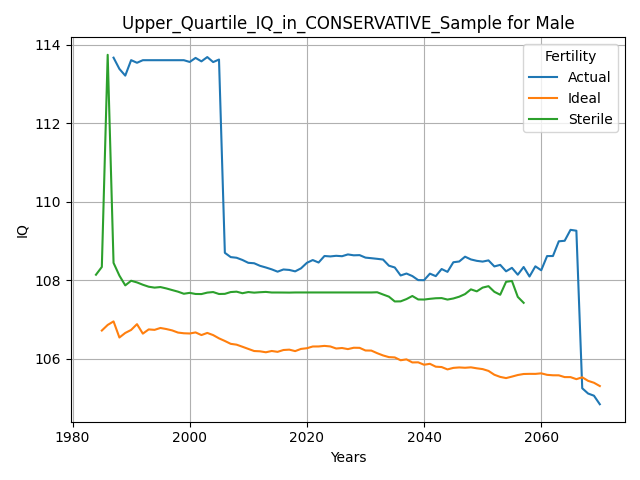 Upper_Quartile_IQ_in_CONSERVATIVE_Sample for Male
114
112
110
108
106
IQ
Fertility
Actual
Ideal
Sterile
1980
2000
2020
2040
2060
Years